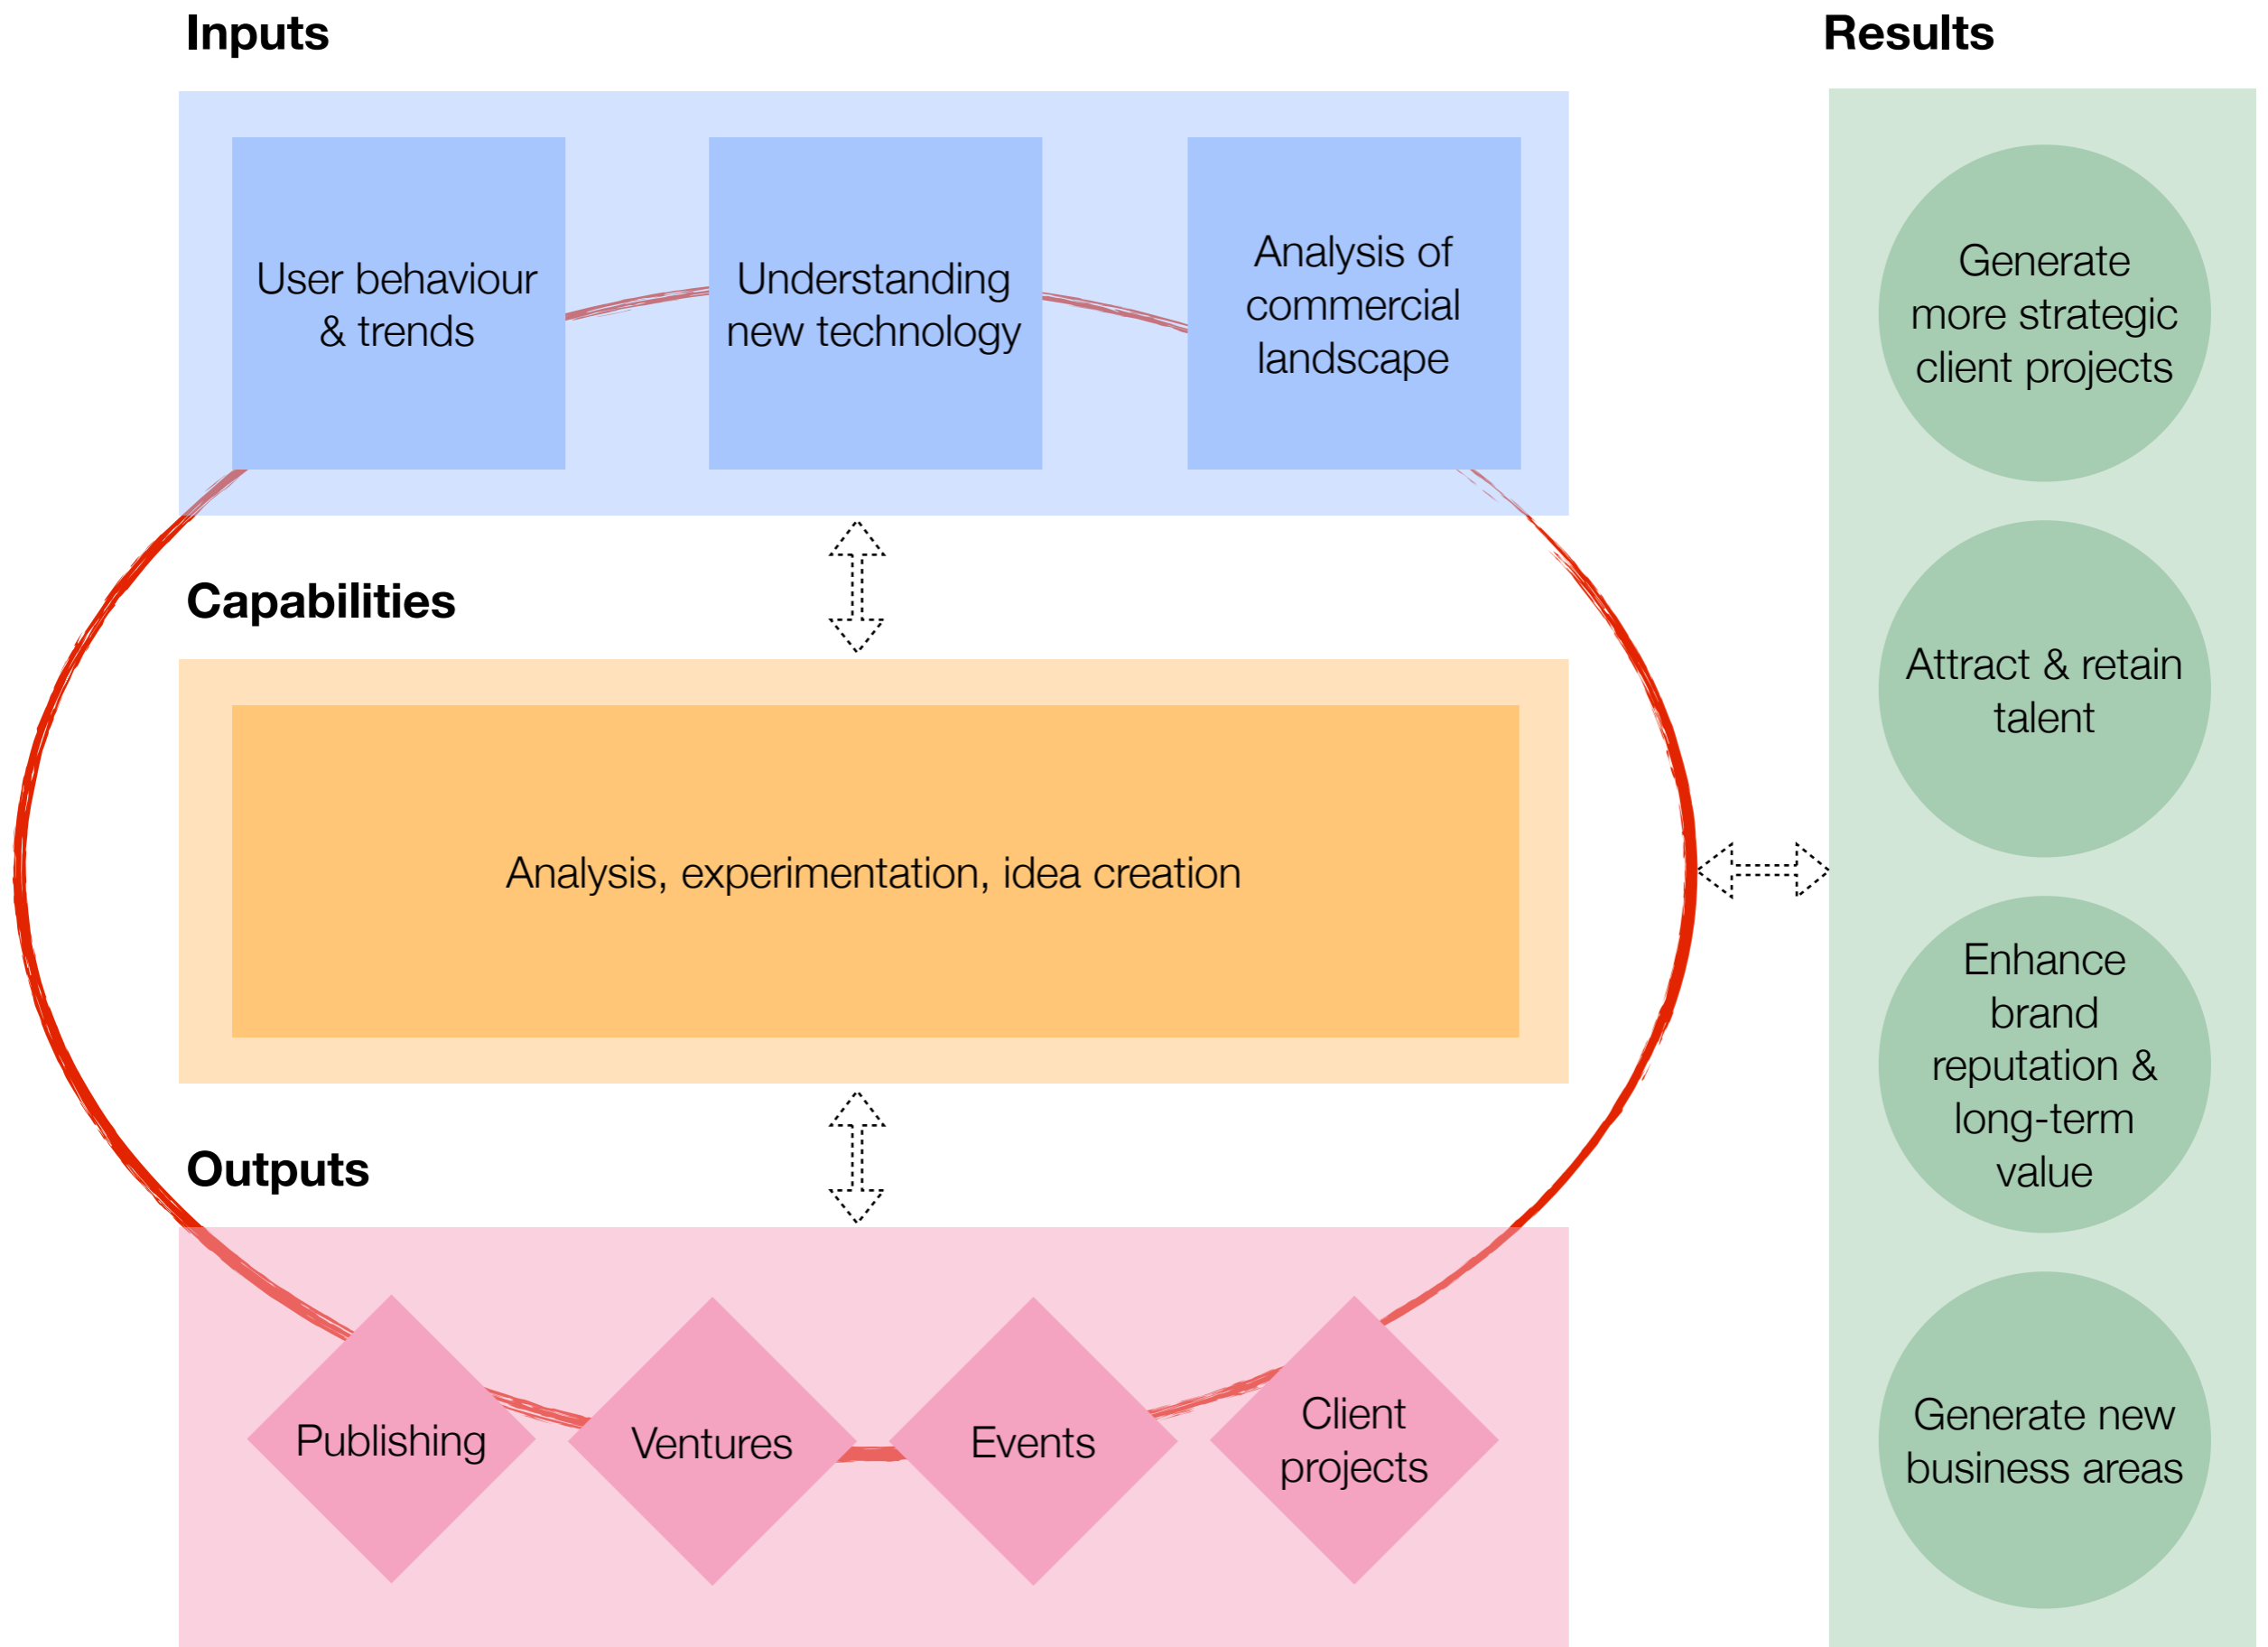 Inputs
User behaviour
& trends
Understanding
new technology
Analysis of
commercial
landscape
Capabilities
Analysis, experimentation, idea creation
Outputs
Publishing
Ventures
Events
Client
projects
Results
Generate
more strategic
client projects
Attract & retain
talent
Enhance
brand
reputation &
long-term
value
Generate new
business areas